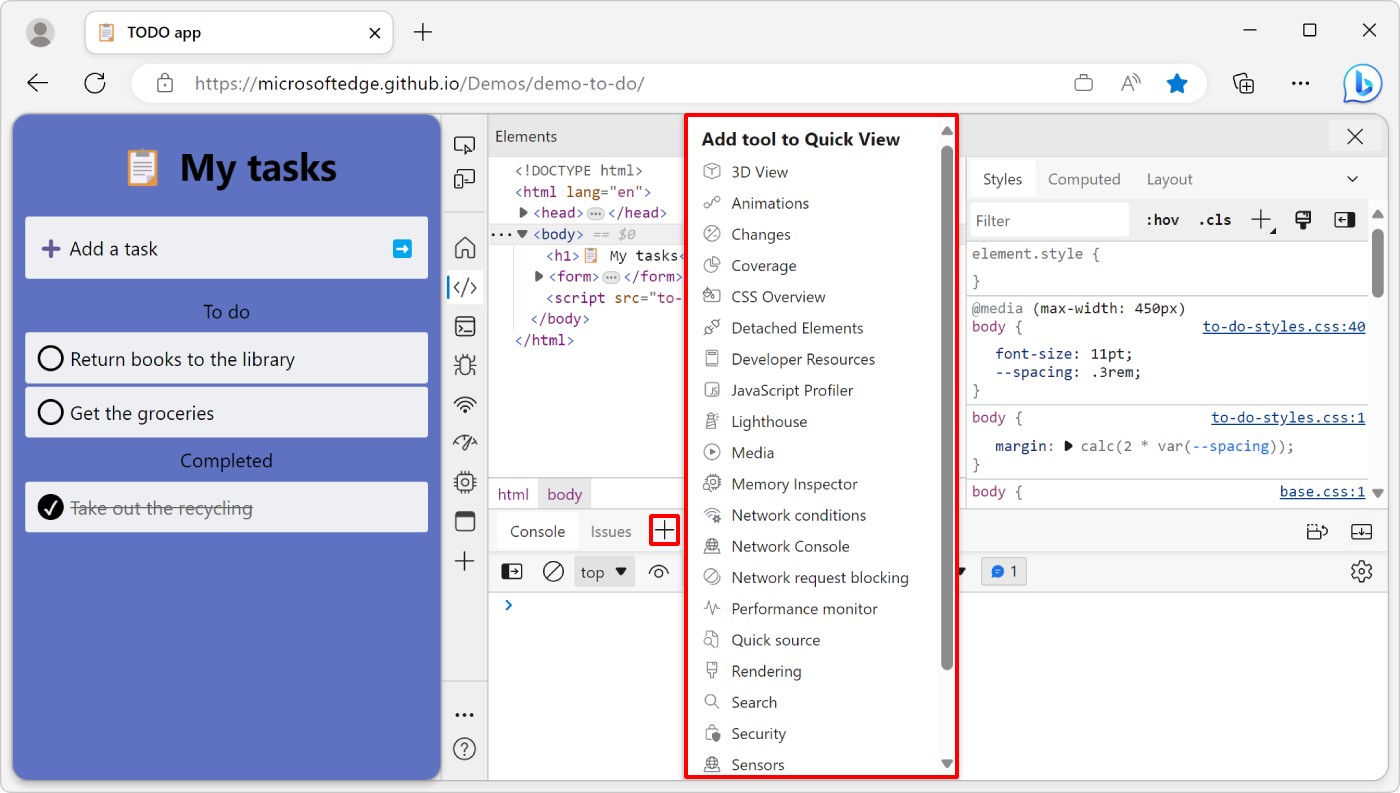 TODO app
https://microsoftedge.github.io/Demos/demo-to-do/
My tasks
Add a task
To do
Return books to the library
Get the groceries
Completed
Take out the recycling
Elements
<!DOCTYPE html>
<html lang="en">
<head> … </head>
<body> == $0
<h1>📋 My tasks<
<form> … </form>
<script src="to-
</body>
</html>
html body
Console Issues
top
Add tool to Quick View
3D View
Animations
Changes
Coverage
CSS Overview
Detached Elements
Developer Resources
JavaScript Profiler
Lighthouse
Media
Memory Inspector
Network conditions
Network Console
Network request blocking
Performance monitor
Quick source
Rendering
Search
Security
Sensors
Styles Computed Layout
Filter :hov .cls
element.style {
}
@media (max-width: 450px)
body { to-do-styles.css:40
font-size: 11pt;
--spacing: .3rem;
}
body { to-do-styles.css:1
margin: calc(2 * var(--spacing));
}
body { base.css:1
1